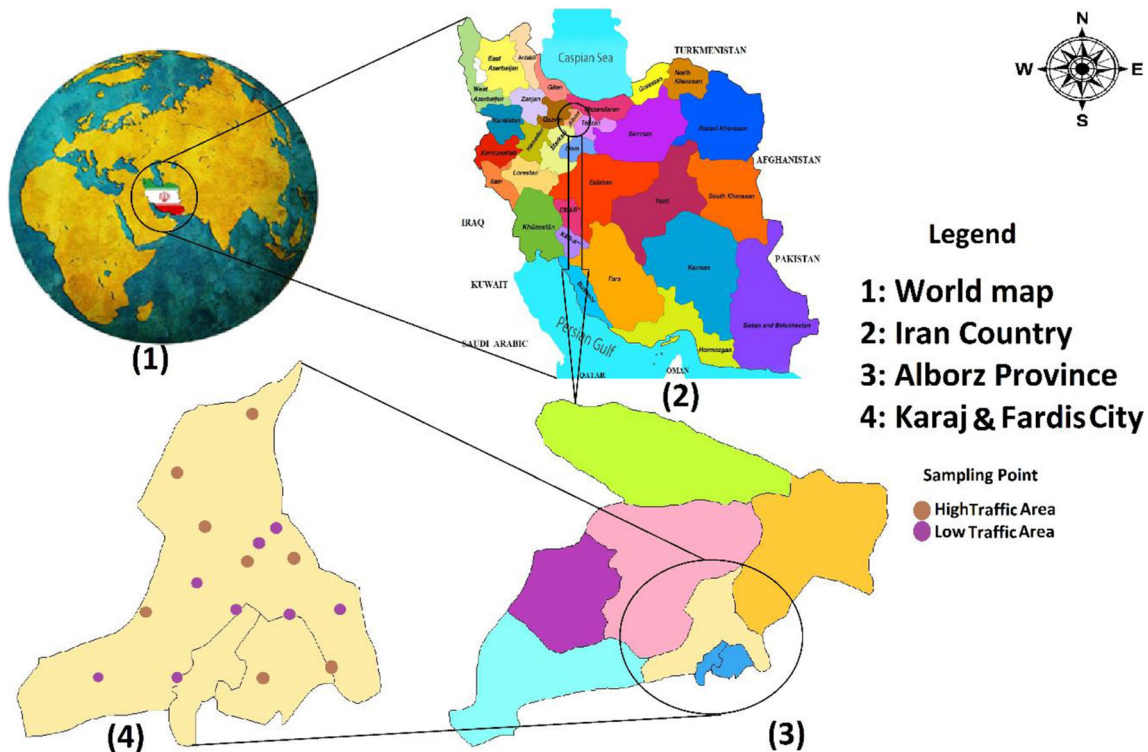 N
W
E
S
Caspian Sea
TURKMENISTAN
East
Azerbaijan
Ardabil
West
Azerbaijan
Gilan
Zanjan
Golestan
North
Khorasan
Mazandaran
Kurdistan
Qazvin
Tehran
Semnan
Razavi Khorasan
Hamedan
Markazi
Qom
Kermanshah
AFGHANISTAN
Ilam
Lorestan
Esfahan
Yazd
South Khorasan
IRAQ
Khūzestān
Fars
Kerman
PAKISTAN
KUWAIT
Sistan and Baluchestan
Persian Gulf
Hormozgan
SAUDI ARABIC
QATAR
OMAN
(1)
(2)
Legend
1: World map
2: Iran Country
3: Alborz Province
4: Karaj & Fardis City
Sampling Point
High Traffic Area
Low Traffic Area
(4)
(3)